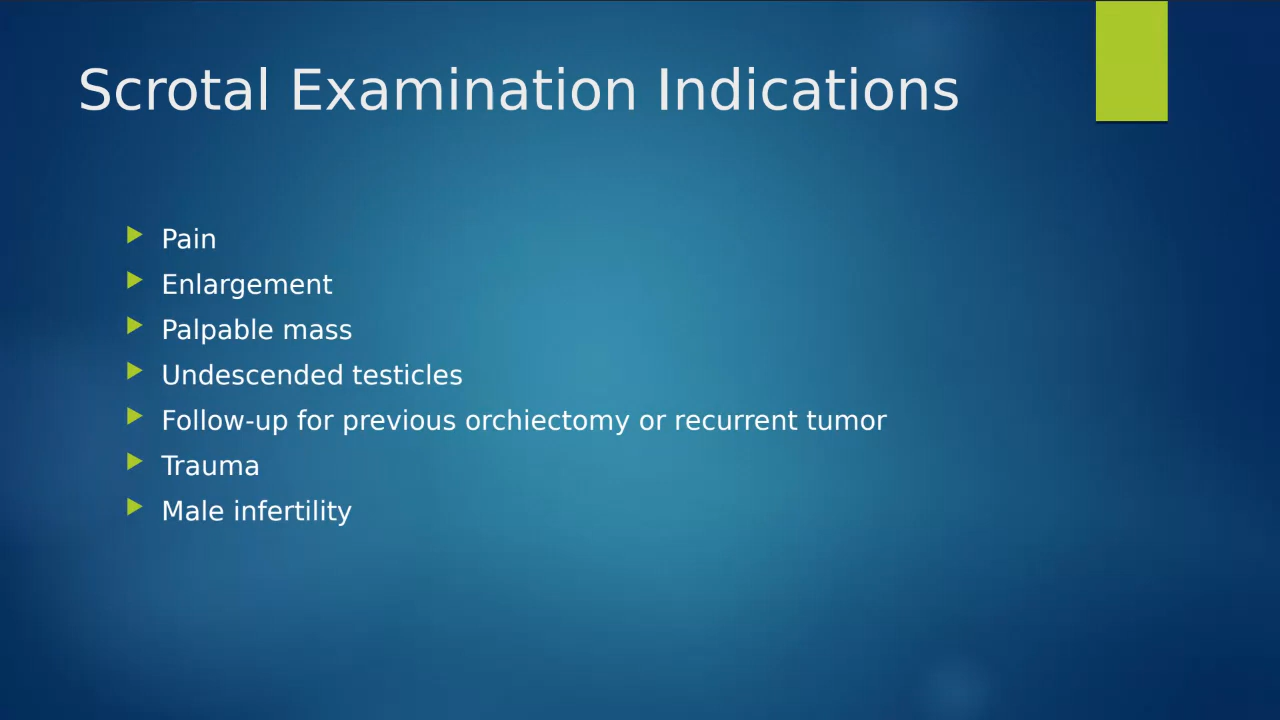 Scrotal Examination Indications
Pain
Enlargement
Palpable mass
Undescended testicles
Follow-up for previous orchiectomy or recurrent tumor
Trauma
Male infertility